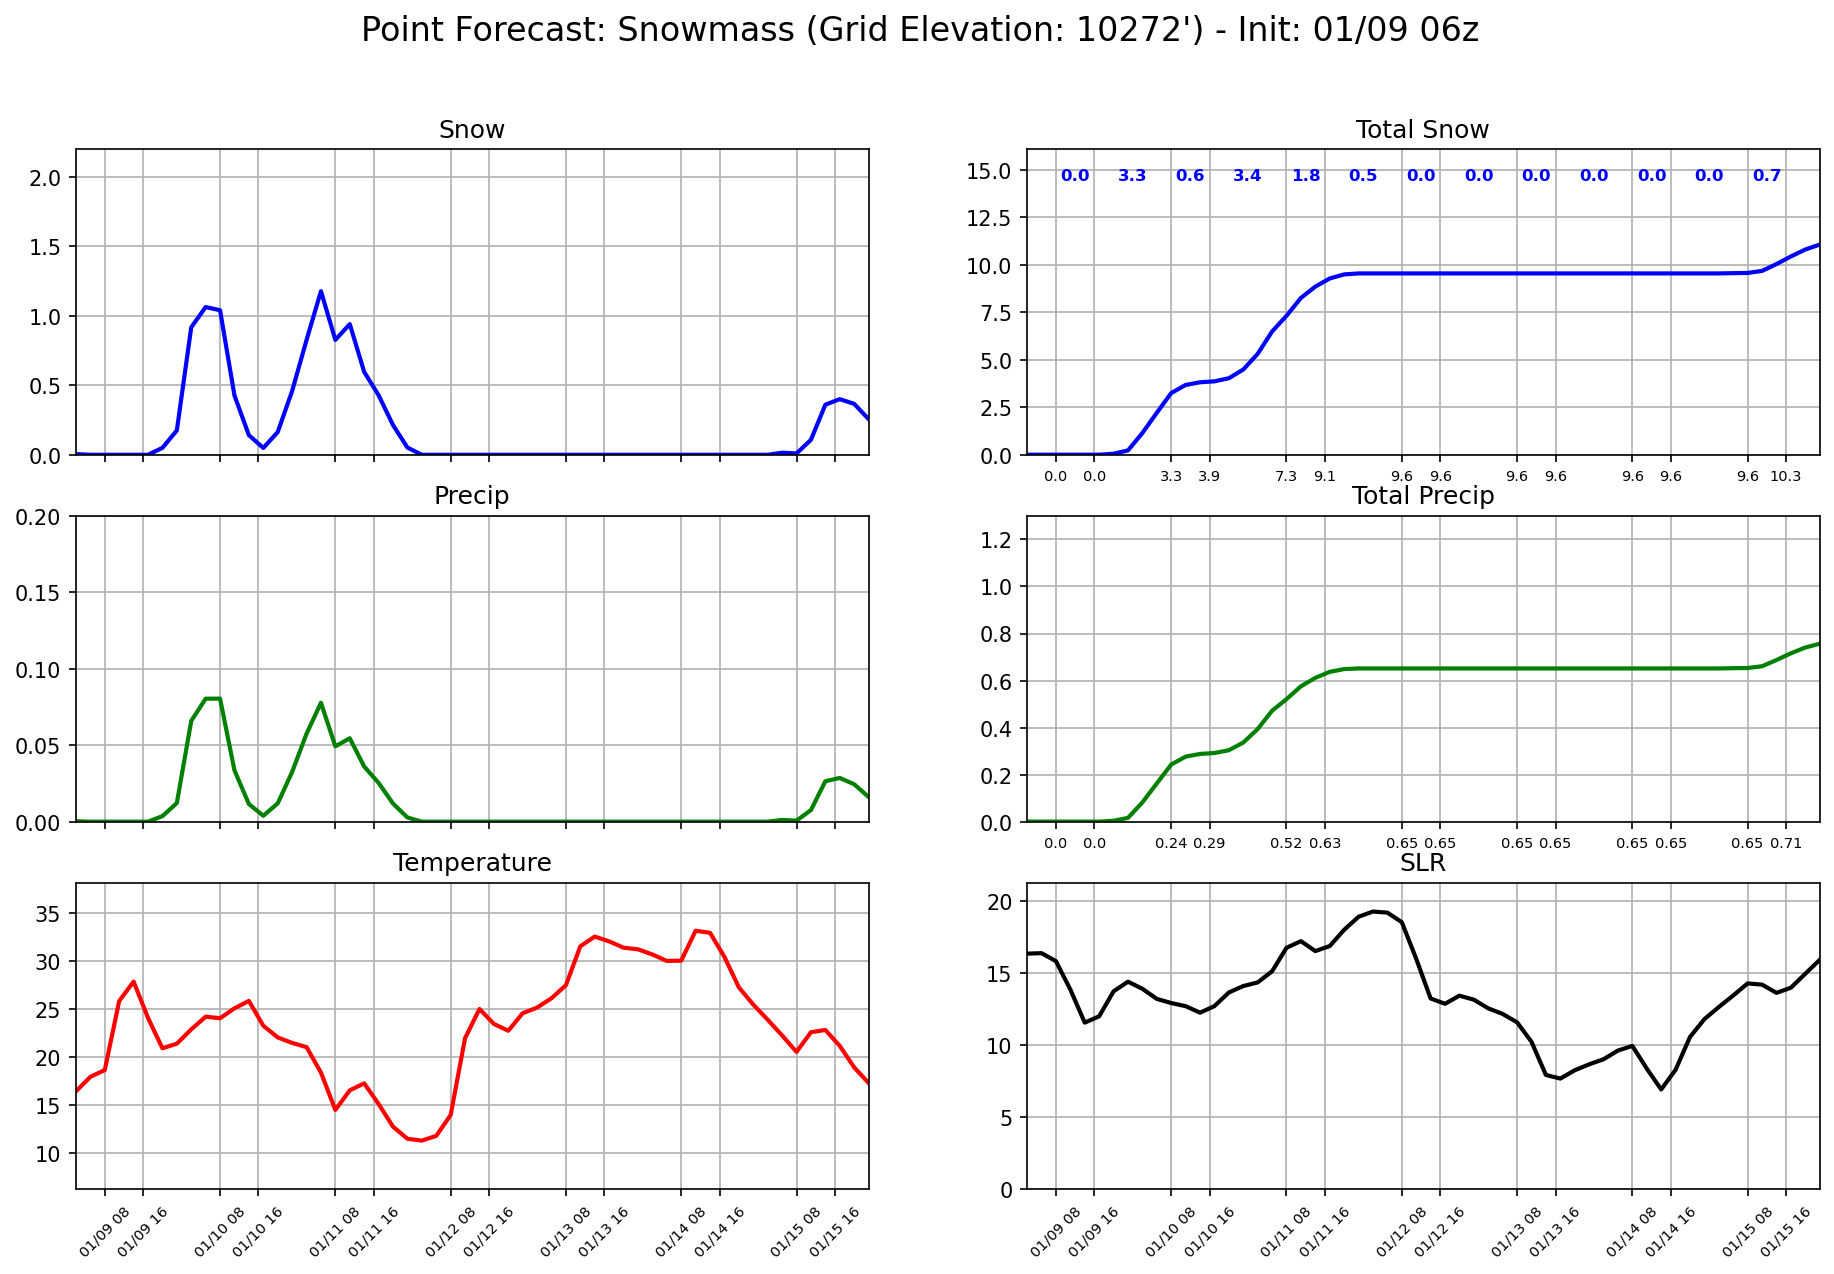 Point Forecast: Snowmass (Grid Elevation: 10272') - Init: 01/09 06z
Snow
2.0
1.5
1.0
0.5
0.0
Total Snow
15.0
12.5
10.0
7.5
5.0
2.5
0.0
0.0 3.3 0.6 3.4 1.8 0.5 0.0 0.0 0.0 0.0 0.0 0.0 0.7
0.0 0.0 3.3 3.9 7.3 9.1 9.6 9.6 9.6 9.6 9.6 9.6 9.6 10.3
Precip
0.20
0.15
0.10
0.05
0.00
Total Precip
1.2
1.0
0.8
0.6
0.4
0.2
0.0
0.0 0.0 0.24 0.29 0.52 0.63 0.65 0.65 0.65 0.65 0.65 0.65 0.65 0.71
Temperature
35
30
25
20
15
10
01/09 08 01/09 16 01/10 08 01/10 16 01/11 08 01/11 16 01/12 08 01/12 16 01/13 08 01/13 16 01/14 08 01/14 16 01/15 08 01/15 16
SLR
20
15
10
5
0
01/09 08 01/09 16 01/10 08 01/10 16 01/11 08 01/11 16 01/12 08 01/12 16 01/13 08 01/13 16 01/14 08 01/14 16 01/15 08 01/15 16